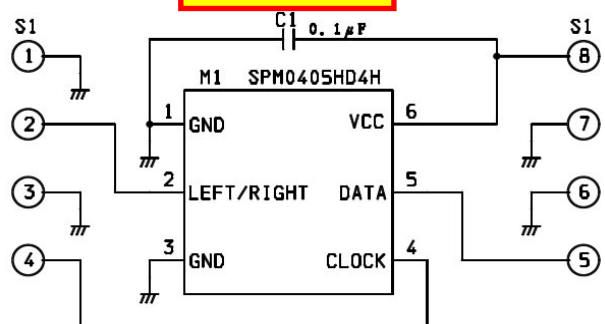 C1 0.1µF
S1 S1
1 8
M1 SPM0405HD4H
1 GND VCC 6
2 7
2 LEFT/RIGHT DATA 5
3 6
3 GND CLOCK 4
4 5